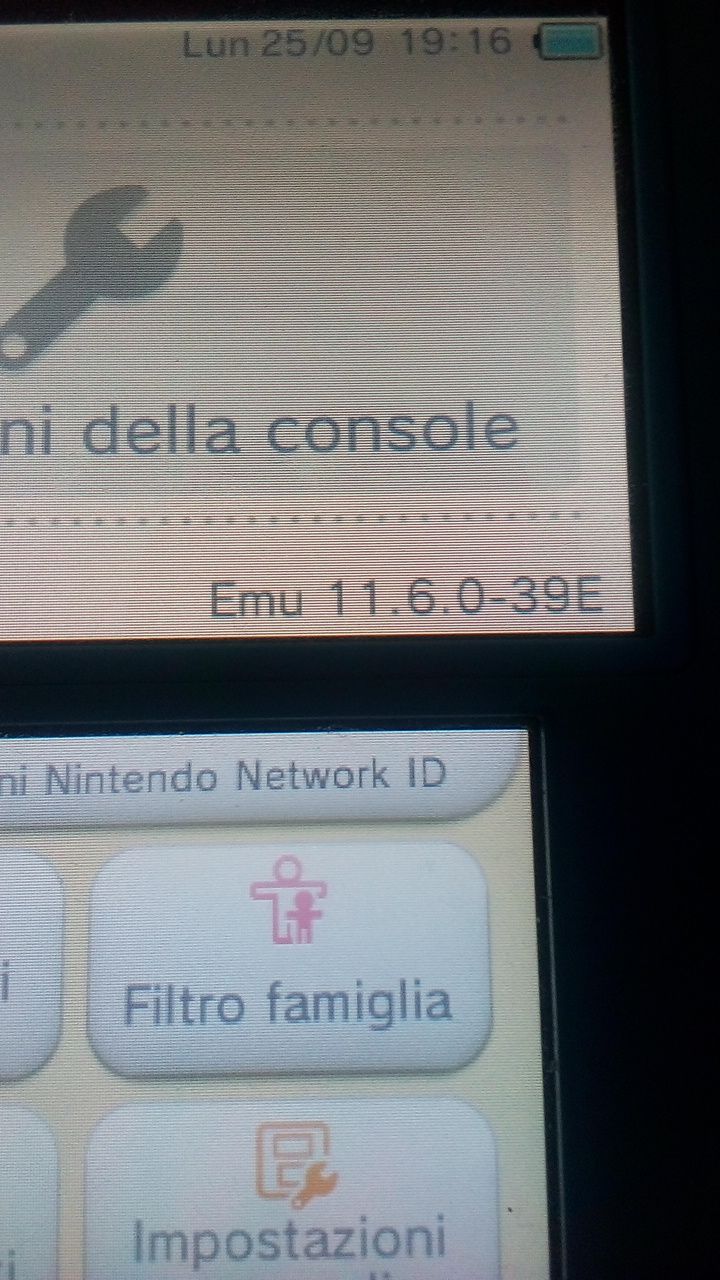 Lun 25/09 19:16
ni della console
Emu 11.6.0-39E
ni Nintendo Network ID
i
Filtro famiglia
Impostazioni